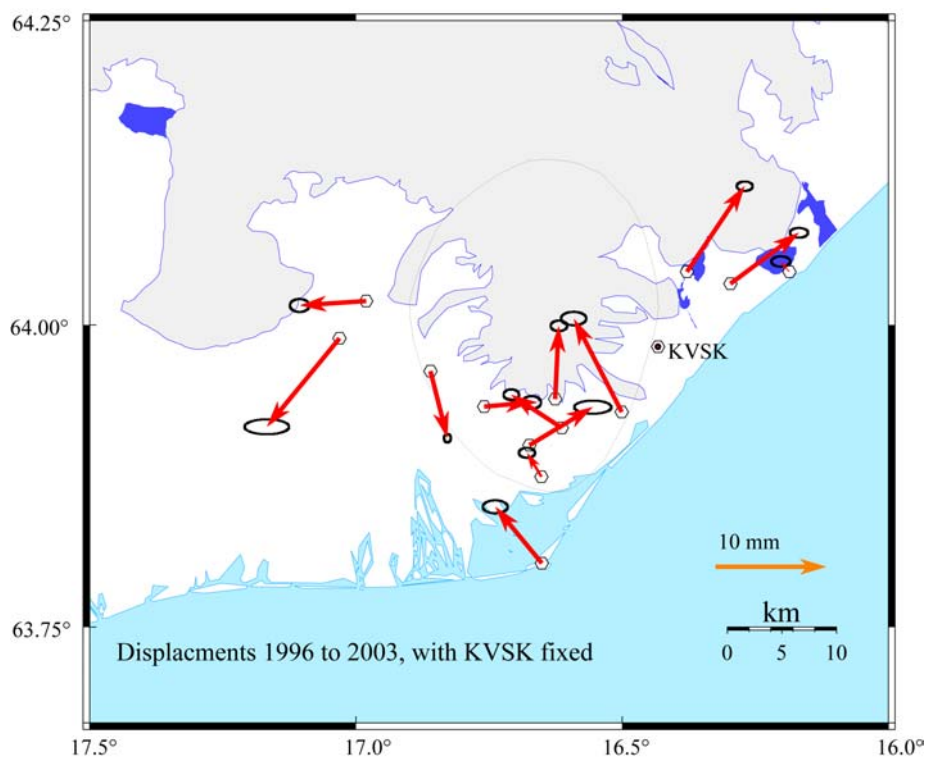 64.25°
64.00°
KVSK
10 mm
km
63.75°
Displacments 1996 to 2003, with KVSK fixed
0 5 10
17.5° 17.0° 16.5° 16.0°